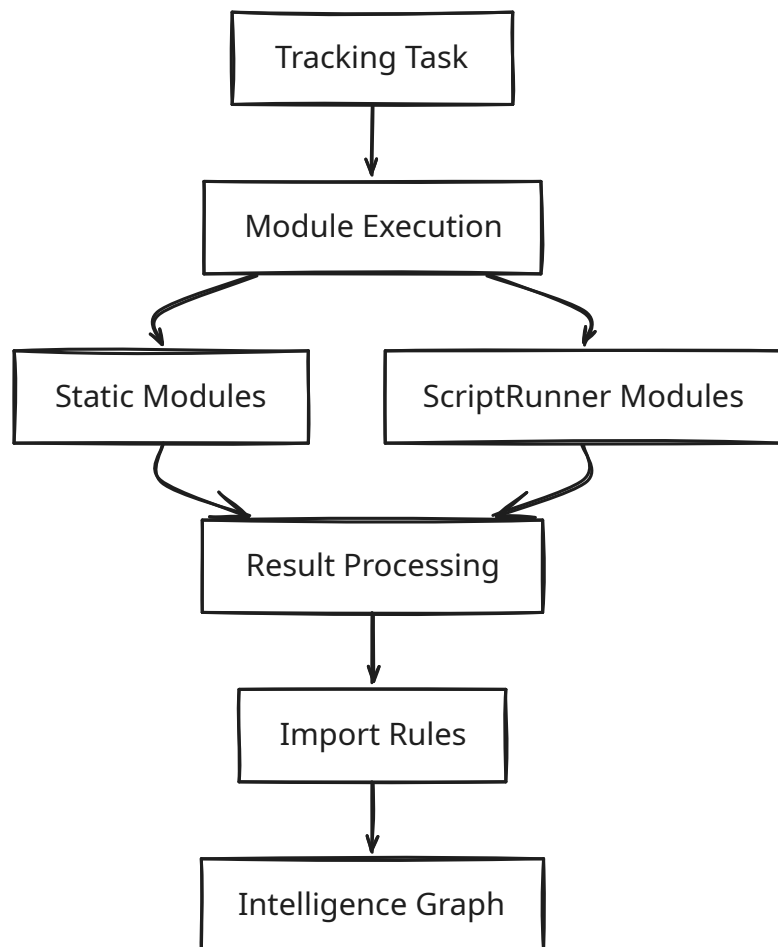 Tracking Task
Module Execution
Static Modules
ScriptRunner Modules
Result Processing
Import Rules
Intelligence Graph